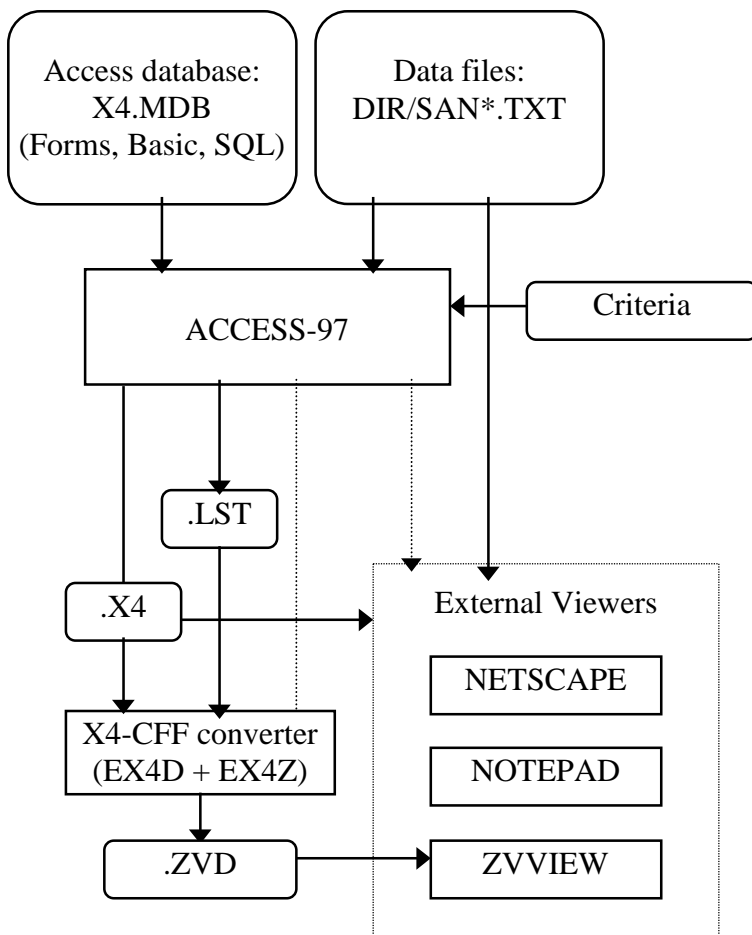 Access database:
X4.MDB
(Forms, Basic, SQL)
Data files:
DIR/SAN*.TXT
ACCESS-97
Criteria
.LST
.X4
External Viewers
NETSCAPE
X4-CFF converter
(EX4D + EX4Z)
NOTEPAD
.ZVD
ZVVIEW